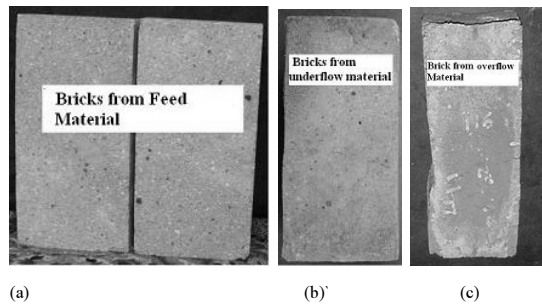 Bricks from Feed
Material
Bricks from
underflow material
Brick from overflow
Material
(a)
(b)`
(c)